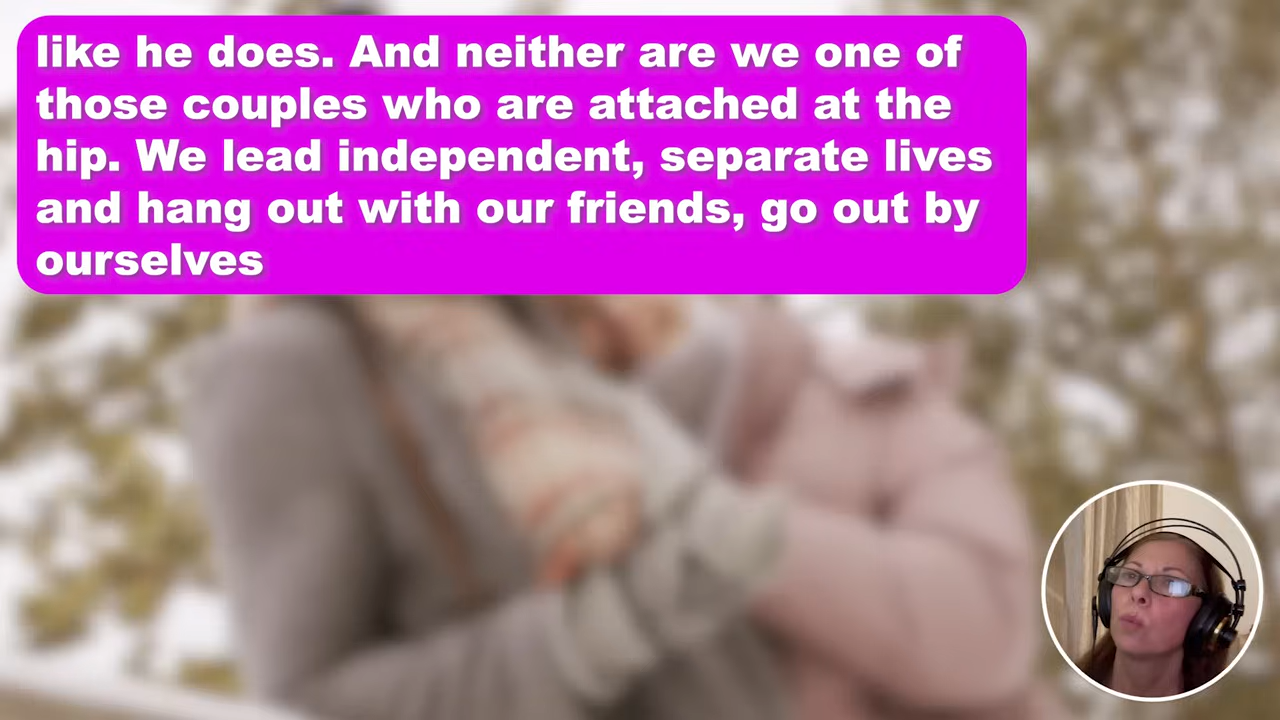 like he does. And neither are we one of
those couples who are attached at the
hip. We lead independent, separate lives
and hang out with our friends, go out by
ourselves